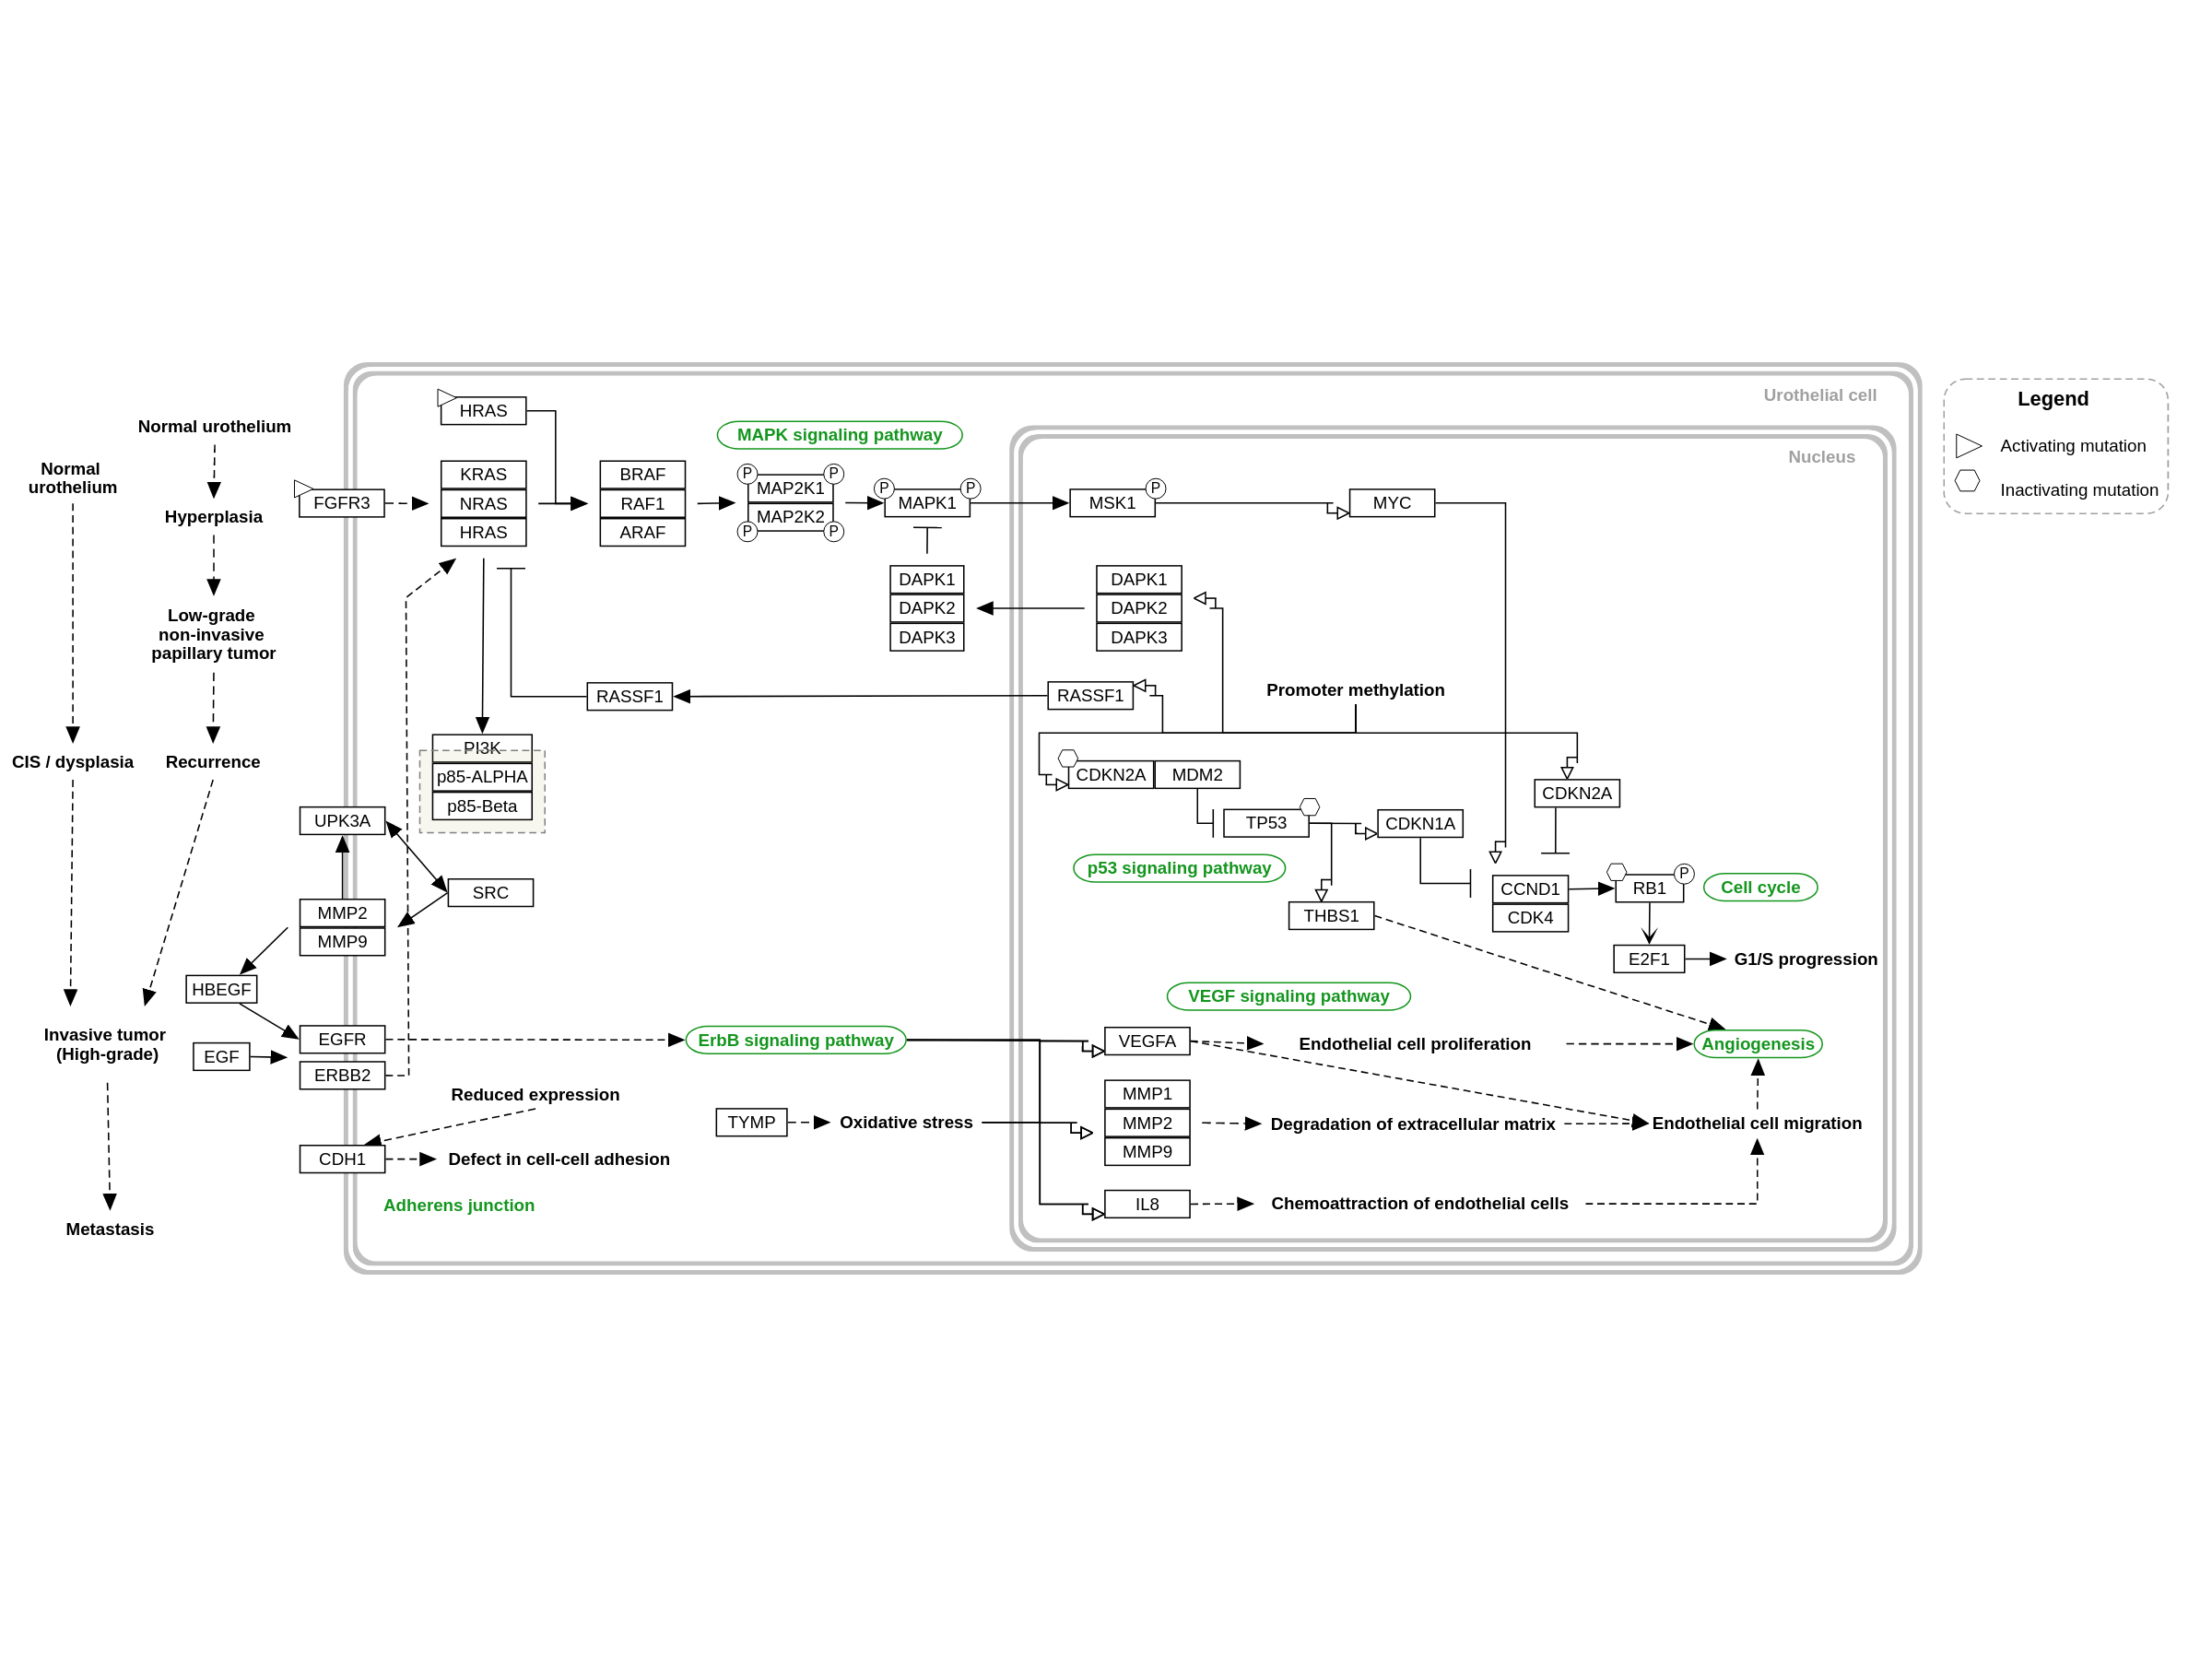 Urothelial cell
Nucleus
Legend
Activating mutation
Inactivating mutation
Normal urothelium
Hyperplasia
Low-grade
non-invasive
papillary tumor
Recurrence
Normal
urothelium
CIS / dysplasia
Invasive tumor
(High-grade)
Metastasis
HRAS
FGFR3
KRAS
NRAS
HRAS
BRAF
RAF1
ARAF
MAPK signaling pathway
P
P
MAP2K1
MAP2K2
P
P
P
P
MAPK1
P
MSK1
MYC
DAPK1
DAPK2
DAPK3
DAPK1
DAPK2
DAPK3
RASSF1
RASSF1
Promoter methylation
PI3K
p85-ALPHA
p85-Beta
CDKN2A
MDM2
TP53
CDKN1A
CDKN2A
p53 signaling pathway
THBS1
CCND1
CDK4
RB1
P
Cell cycle
E2F1
G1/S progression
UPK3A
SRC
MMP2
MMP9
HBEGF
EGF
EGFR
ERBB2
ErbB signaling pathway
VEGF signaling pathway
VEGFA
Endothelial cell proliferation
Angiogenesis
Reduced expression
TYMP
Oxidative stress
MMP1
MMP2
MMP9
Degradation of extracellular matrix
Endothelial cell migration
CDH1
Defect in cell-cell adhesion
Adherens junction
IL8
Chemoattraction of endothelial cells